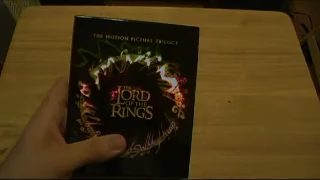 THE MOTION PICTURE TRILOGY
THE
LORD
OF THE
RINGS